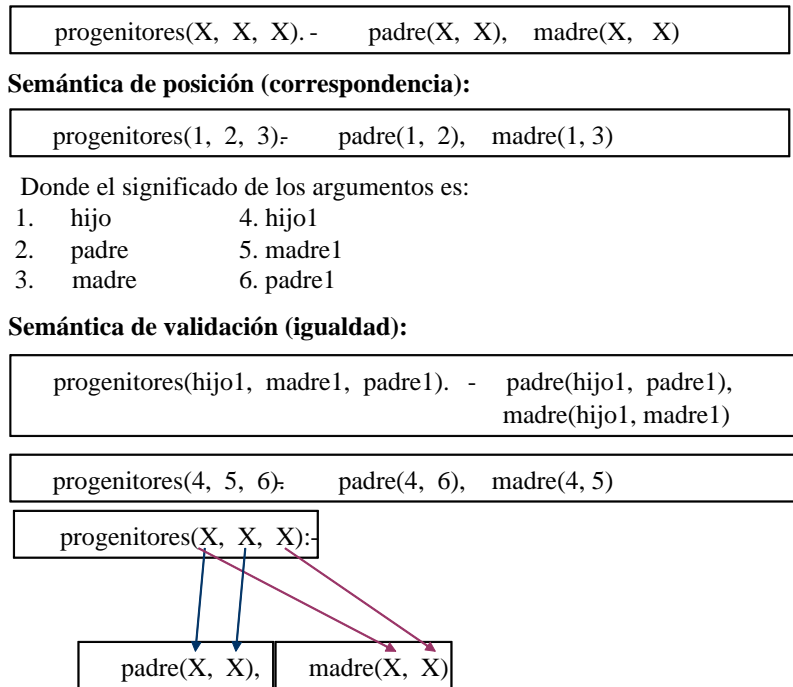 progenitores(X, X, X). - padre(X, X), madre(X, X)
Semántica de posición (correspondencia):
progenitores(1, 2, 3):- padre(1, 2), madre(1, 3)
Donde el significado de los argumentos es:
1. hijo 4. hijo1
2. padre 5. madre1
3. madre 6. padre1
Semántica de validación (igualdad):
progenitores(hijo1, madre1, padre1). - padre(hijo1, padre1),
madre(hijo1, madre1)
progenitores(4, 5, 6):- padre(4, 6), madre(4, 5)
progenitores(X, X, X):-
padre(X, X), madre(X, X)